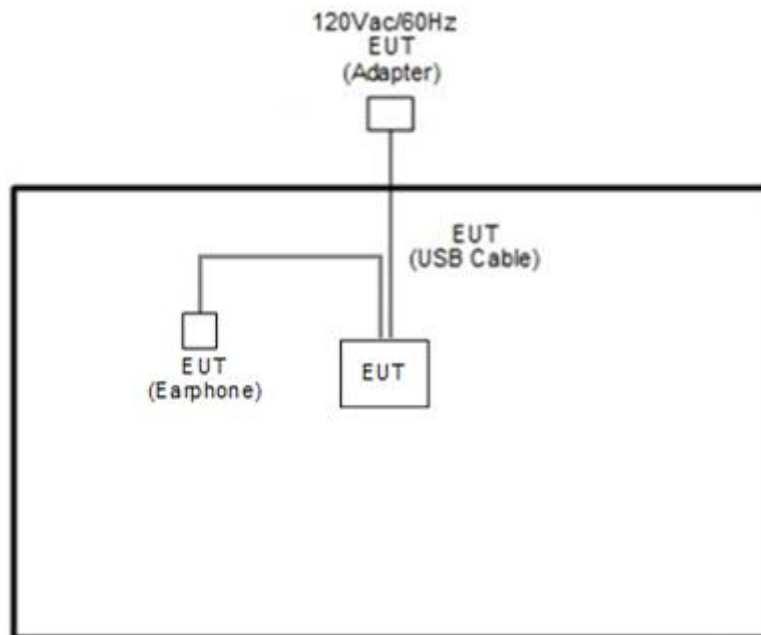 120Vac/60Hz
EUT
(Adapter)
EUT
(USB Cable)
EUT
(Earphone)
EUT